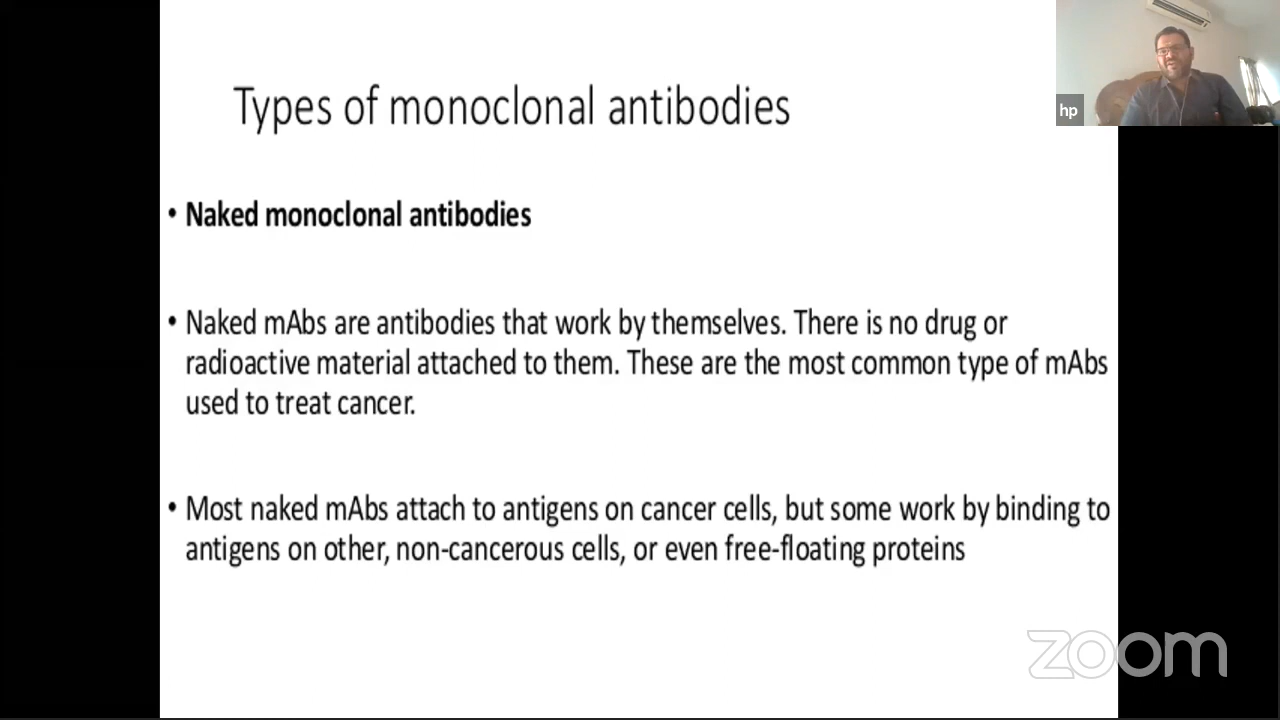 Types of monoclonal antibodies
hp
• Naked monoclonal antibodies
• Naked mAbs are antibodies that work by themselves. There is no drug or
radioactive material attached to them. These are the most common type of mAbs
used to treat cancer.
• Most naked mAbs attach to antigens on cancer cells, but some work by binding to
antigens on other, non-cancerous cells, or even free-floating proteins
zoom